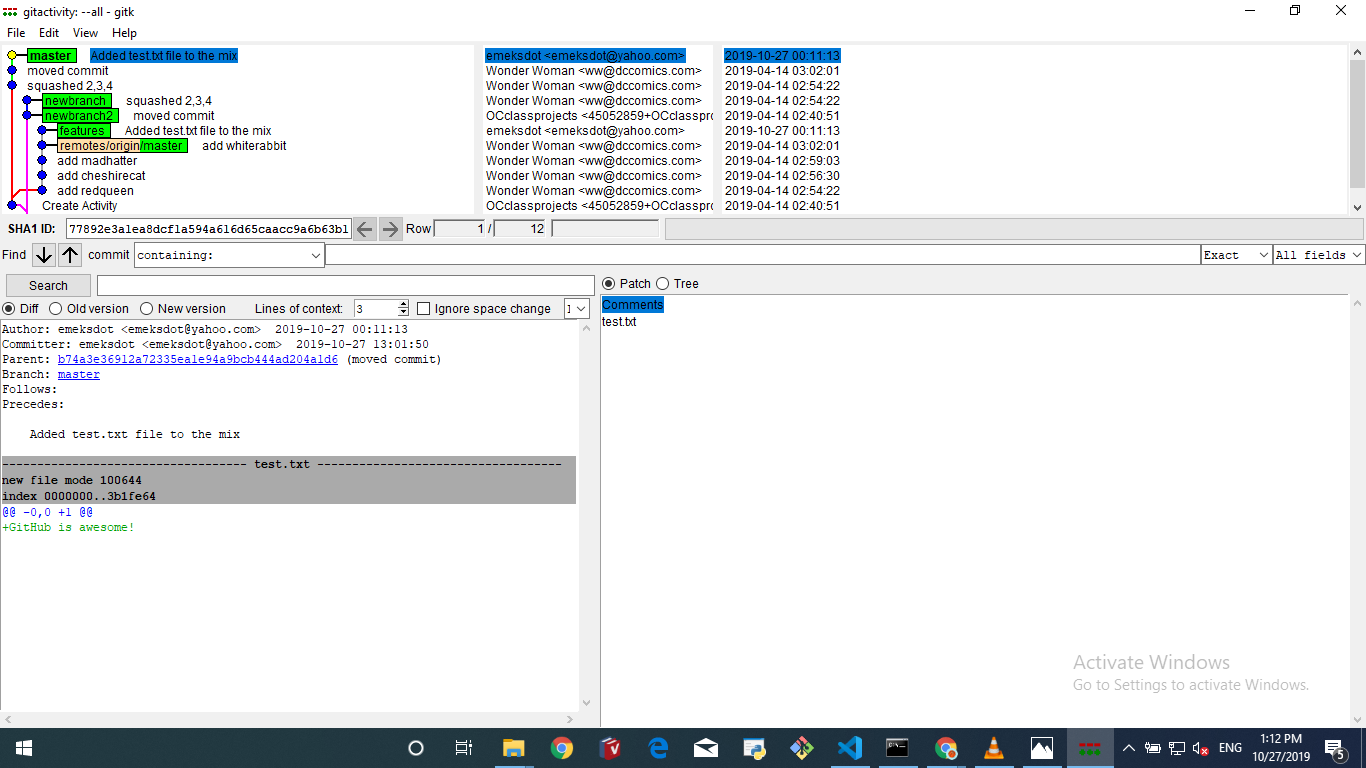 gitactivity: --all - gitk
File Edit View Help
master Added test.txt file to the mix emeksdot <emeksdot@yahoo.com> 2019-10-27 00:11:13
moved commit Wonder Woman <ww@dccomics.com> 2019-04-14 03:02:01
squashed 2,3,4 Wonder Woman <ww@dccomics.com> 2019-04-14 02:54:22
newbranch squashed 2,3,4 Wonder Woman <ww@dccomics.com> 2019-04-14 02:54:22
newbranch2 moved commit OCclassprojects <45052859+OCclasspro 2019-04-14 02:40:51
features Added test.txt file to the mix emeksdot <emeksdot@yahoo.com> 2019-10-27 00:11:13
remotes/origin/master add whiterabbit Wonder Woman <ww@dccomics.com> 2019-04-14 03:02:01
add madhatter Wonder Woman <ww@dccomics.com> 2019-04-14 02:59:03
add cheshirecat Wonder Woman <ww@dccomics.com> 2019-04-14 02:56:30
add redqueen Wonder Woman <ww@dccomics.com> 2019-04-14 02:54:22
Create Activity OCclassprojects <45052859+OCclasspro 2019-04-14 02:40:51
SHA1 ID: 77892e3a1ea8dcf1a594a616d65caacc9a6b63b1 Row 1 / 12
Find commit containing: Exact All fields
Search
Patch Tree
Diff Old version New version Lines of context: 3 Ignore space change
Comments
test.txt
Author: emeksdot <emeksdot@yahoo.com> 2019-10-27 00:11:13
Committer: emeksdot <emeksdot@yahoo.com> 2019-10-27 13:01:50
Parent: b74a3e36912a72335ea1e94a9bcb444ad204a1d6 (moved commit)
Branch: master
Follows:
Precedes:
Added test.txt file to the mix
----------------------------------- test.txt -----------------------------------
new file mode 100644
index 0000000..3b1fe64
@@ -0,0 +1 @@
+GitHub is awesome!
Activate Windows
Go to Settings to activate Windows.
ENG
1:12 PM
10/27/2019
5